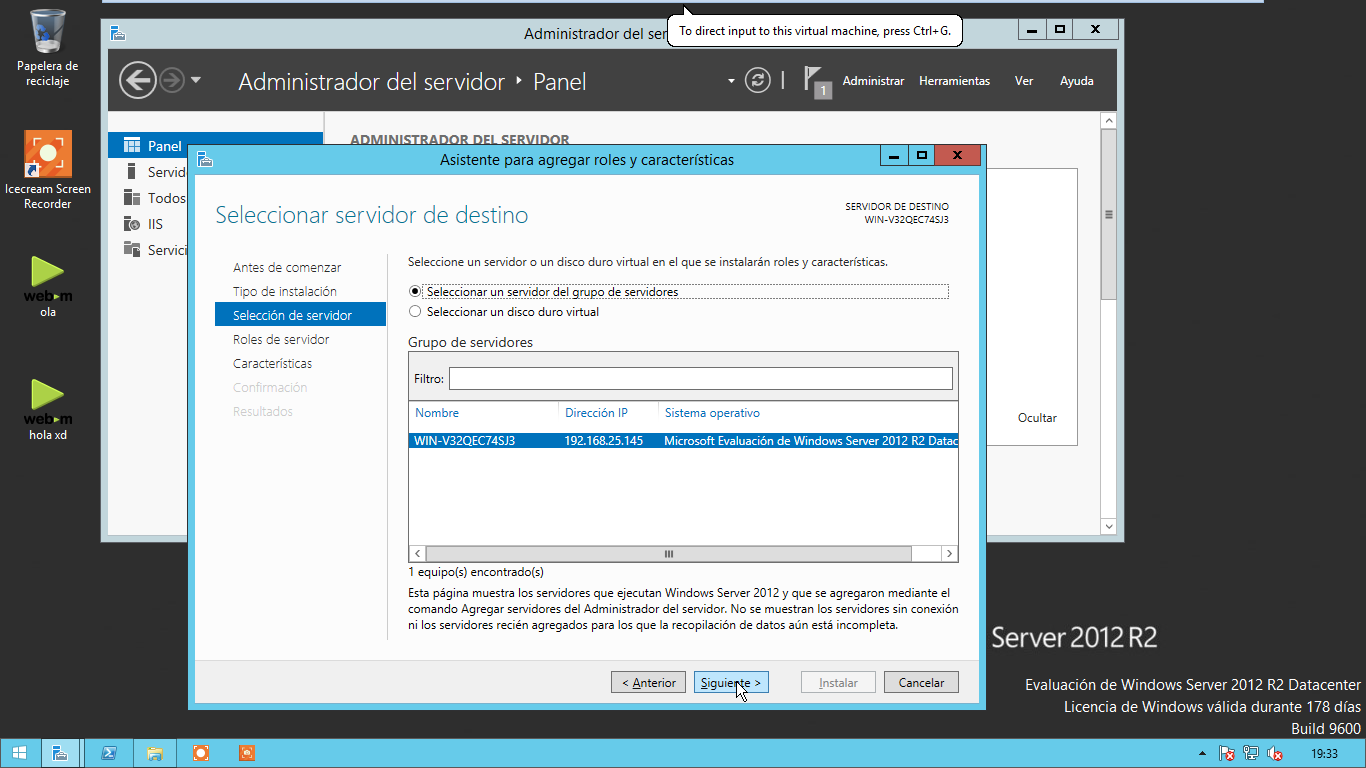 To direct input to this virtual machine, press Ctrl+G.
Papelera de
reciclaje
Icecream Screen
Recorder
web-m
ola
web-m
hola xd
Administrador del ser
Administrador del servidor
Panel
1
Administrar
Herramientas
Ver
Ayuda
Panel
Servid
Todos
IIS
Servici
ADMINISTRADOR DEL SERVIDOR
Ocultar
Asistente para agregar roles y características
Seleccionar servidor de destino
SERVIDOR DE DESTINO
WIN-V32QEC74SJ3
Antes de comenzar
Tipo de instalación
Selección de servidor
Roles de servidor
Características
Confirmación
Resultados
Seleccione un servidor o un disco duro virtual en el que se instalarán roles y características.
Seleccionar un servidor del grupo de servidores
Seleccionar un disco duro virtual
Grupo de servidores
Filtro:
Nombre Dirección IP Sistema operativo
WIN-V32QEC74SJ3 192.168.25.145 Microsoft Evaluación de Windows Server 2012 R2 Datac
1 equipo(s) encontrado(s)
Esta página muestra los servidores que ejecutan Windows Server 2012 y que se agregaron mediante el
comando Agregar servidores del Administrador del servidor. No se muestran los servidores sin conexión
ni los servidores recién agregados para los que la recopilación de datos aún está incompleta.
< Anterior
Siguiente >
Instalar
Cancelar
Server 2012 R2
Evaluación de Windows Server 2012 R2 Datacenter
Licencia de Windows válida durante 178 días
Build 9600
19:33